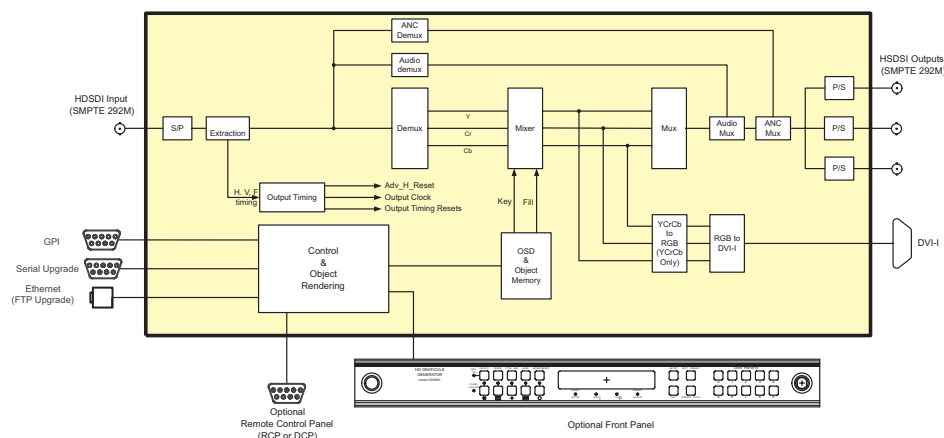 ANC
Demux
Audio
demux
HDSDI Input
(SMPTE 292M)
HSDSI Outputs
(SMPTE 292M)
S/P
Extraction
Demux
Y
Cr
Cb
Mixer
Mux
Audio
Mux
ANC
Mux
P/S
P/S
P/S
H, V, F
timing
Output Timing
Adv_H_Reset
Output Clock
Output Timing Resets
Key
Fill
GPI
Serial Upgrade
Ethernet
(FTP Upgrade)
Control
&
Object
Rendering
OSD
&
Object
Memory
YCrCb
to
RGB
(YCrCb
Only)
RGB to
DVI-I
DVI-I
HD GRATICULE
GENERATOR
Optional
Remote Control Panel
(RCP or DCP)
Optional Front Panel